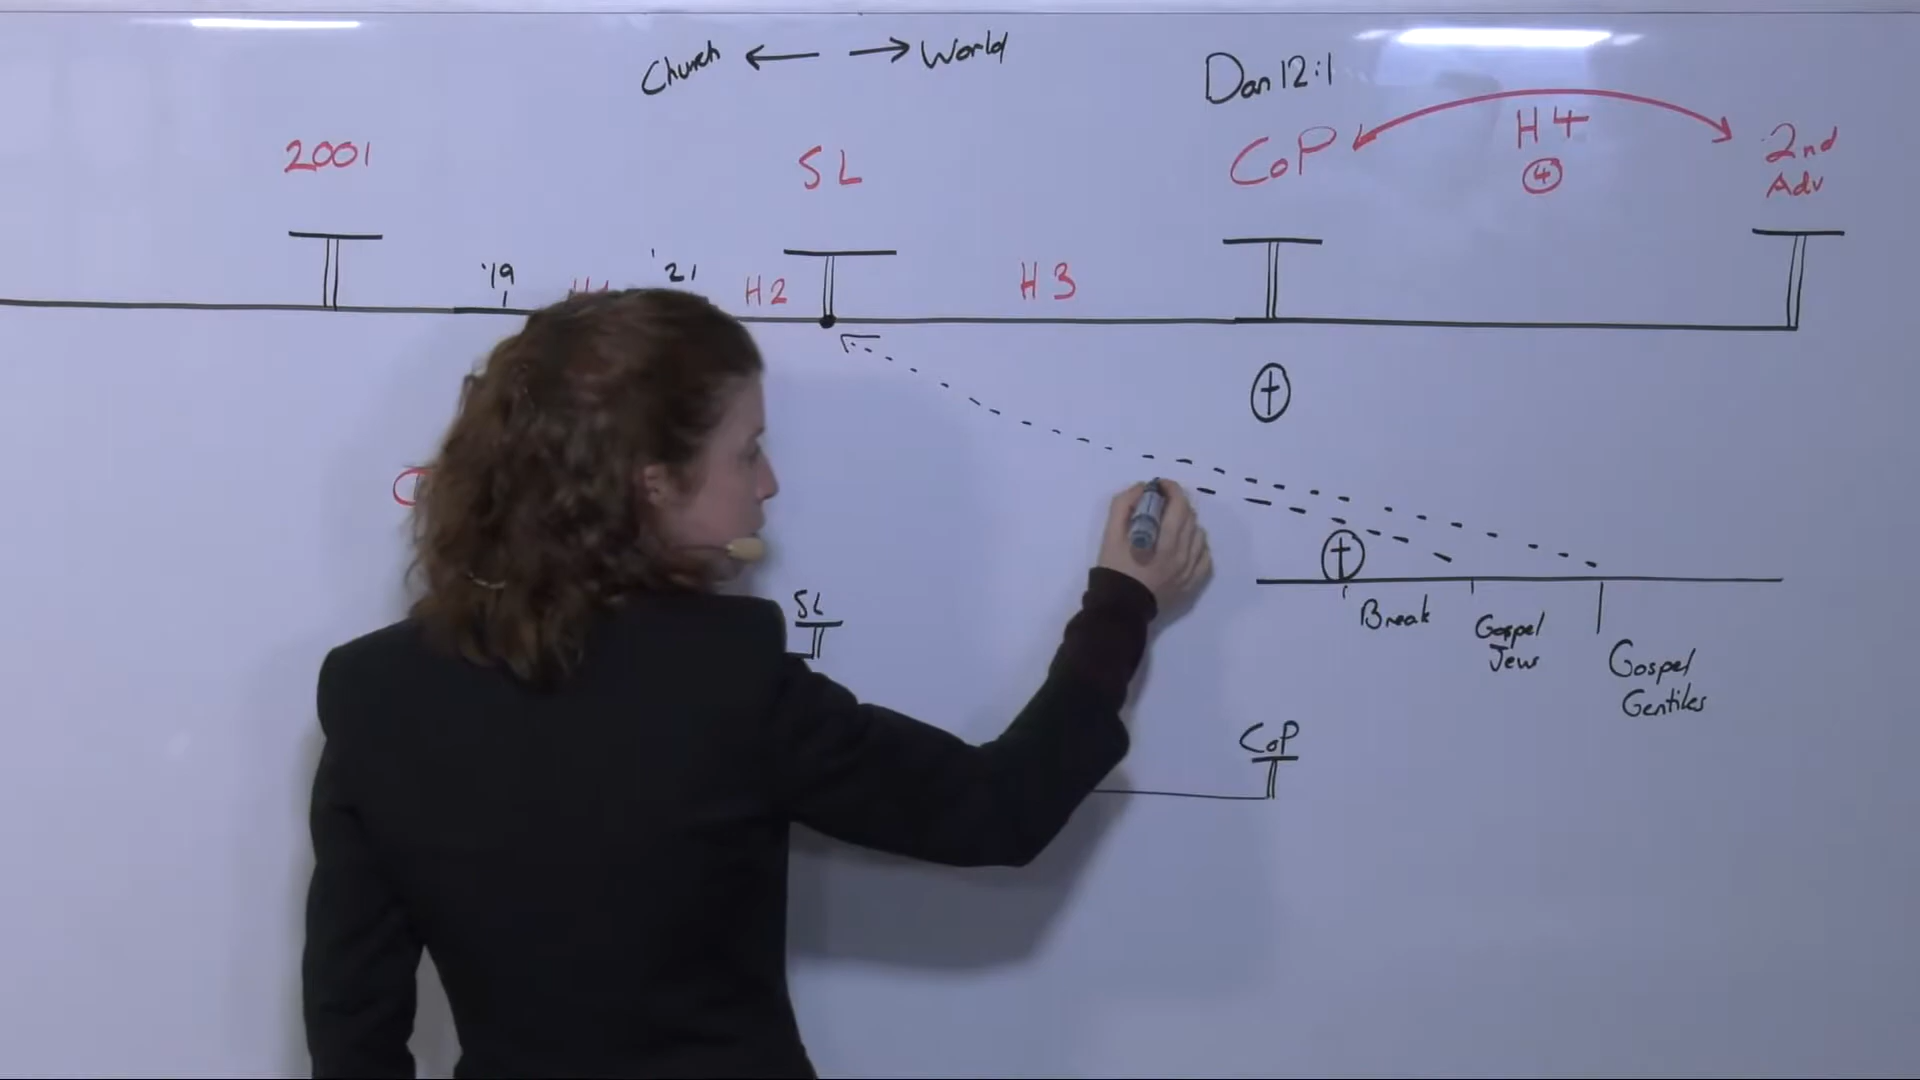 Church World
Dan 12:1
2001
SL
CoP
H4
4
2nd
Adv
'19
'21
H2
H3
SL
Break
Gospel
Jews
Gospel
Gentiles
CoP